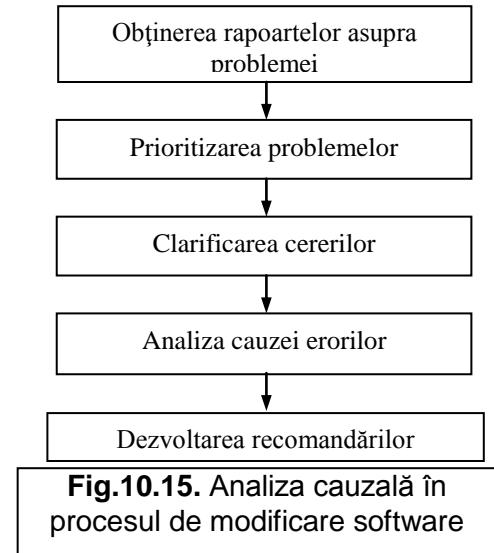 Obţinerea rapoartelor asupra
problemei
Prioritizarea problemelor
Clarificarea cererilor
Analiza cauzei erorilor
Dezvoltarea recomandărilor
Fig.10.15. Analiza cauzală în
procesul de modificare software